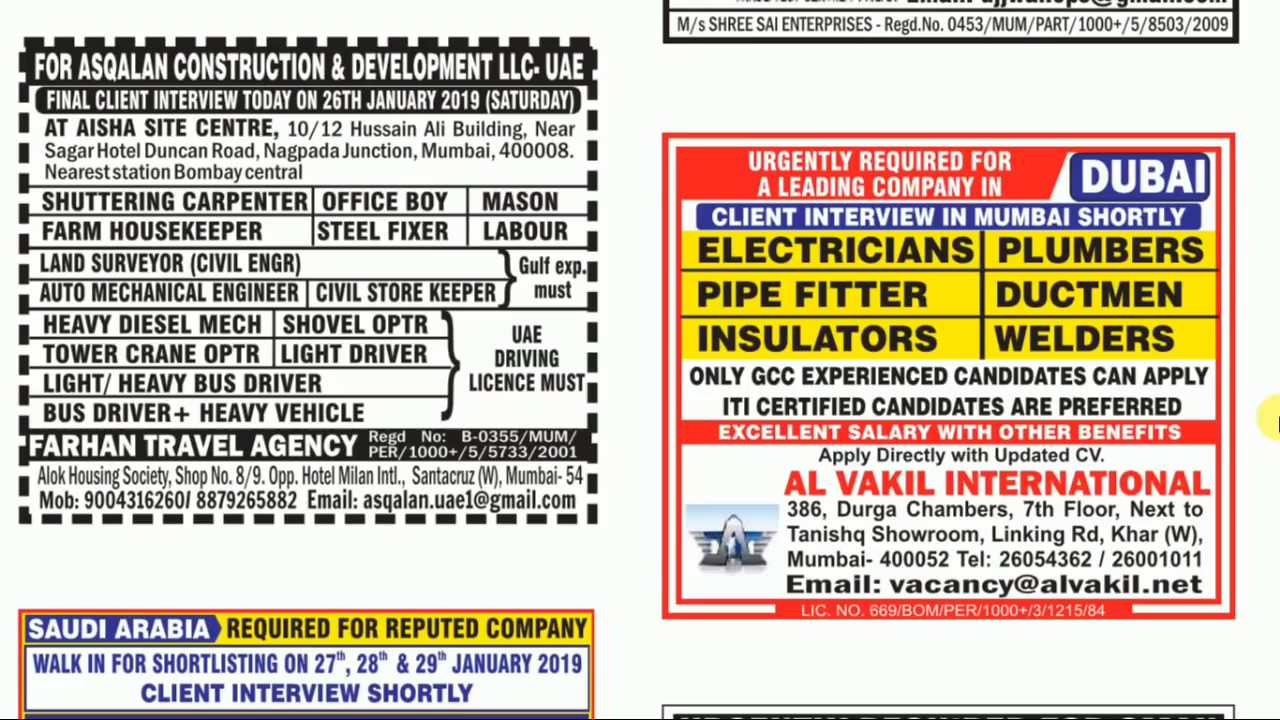 FOR ASQALAN CONSTRUCTION & DEVELOPMENT LLC- UAE
FINAL CLIENT INTERVIEW TODAY ON 26TH JANUARY 2019 (SATURDAY)
AT AISHA SITE CENTRE, 10/12 Hussain Ali Building, Near
Sagar Hotel Duncan Road, Nagpada Junction, Mumbai, 400008.
Nearest station Bombay central
SHUTTERING CARPENTER OFFICE BOY MASON
FARM HOUSEKEEPER STEEL FIXER LABOUR
LAND SURVEYOR (CIVIL ENGR)
AUTO MECHANICAL ENGINEER CIVIL STORE KEEPER
Gulf exp.
must
HEAVY DIESEL MECH SHOVEL OPTR
TOWER CRANE OPTR LIGHT DRIVER
LIGHT/ HEAVY BUS DRIVER
BUS DRIVER+ HEAVY VEHICLE
UAE
DRIVING
LICENCE MUST
FARHAN TRAVEL AGENCY Regd No: B-0355/MUM/
PER/1000+/5/5733/2001
Alok Housing Society, Shop No. 8/9. Opp. Hotel Milan Intl., Santacruz (W), Mumbai- 54
Mob: 9004316260/ 8879265882 Email: asqalan.uae1@gmail.com
SAUDI ARABIA REQUIRED FOR REPUTED COMPANY
WALK IN FOR SHORTLISTING ON 27th, 28th & 29th JANUARY 2019
CLIENT INTERVIEW SHORTLY
M/s SHREE SAI ENTERPRISES - Regd.No. 0453/MUM/PART/1000+/5/8503/2009
URGENTLY REQUIRED FOR
A LEADING COMPANY IN DUBAI
CLIENT INTERVIEW IN MUMBAI SHORTLY
ELECTRICIANS PLUMBERS
PIPE FITTER DUCTMEN
INSULATORS WELDERS
ONLY GCC EXPERIENCED CANDIDATES CAN APPLY
ITI CERTIFIED CANDIDATES ARE PREFERRED
EXCELLENT SALARY WITH OTHER BENEFITS
Apply Directly with Updated CV.
AL VAKIL INTERNATIONAL
386, Durga Chambers, 7th Floor, Next to
Tanishq Showroom, Linking Rd, Khar (W),
Mumbai- 400052 Tel: 26054362 / 26001011
Email: vacancy@alvakil.net
LIC. NO. 669/BOM/PER/1000+/3/1215/84